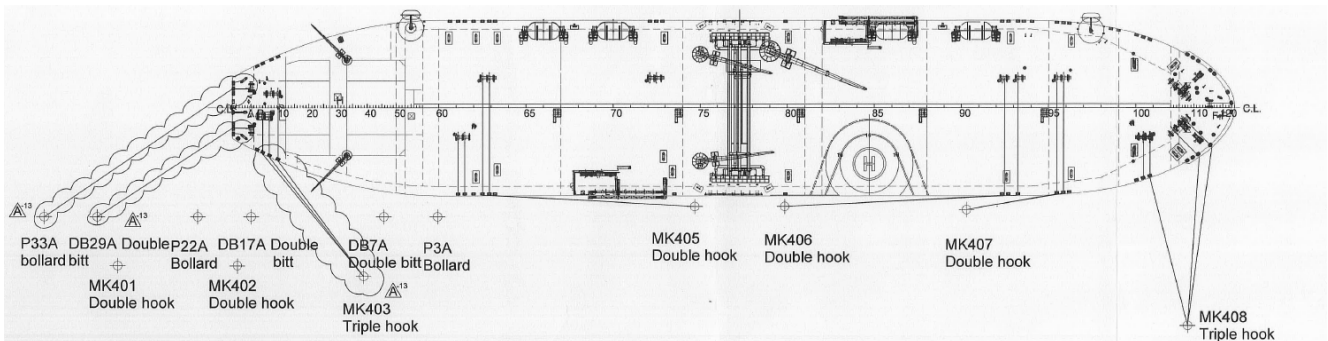 C.L.
A
10
20
30
40
50
60
65
70
75
80
85
90
95
100
110
120
C.L.
F.P.
H
A-13
A-13
P33A
bollard
DB29A Double
bitt
P22A
Bollard
DB17A Double
bitt
DB7A
Double bitt
P3A
Bollard
MK401
Double hook
MK402
Double hook
A-13
MK403
Triple hook
MK405
Double hook
MK406
Double hook
MK407
Double hook
MK408
Triple hook